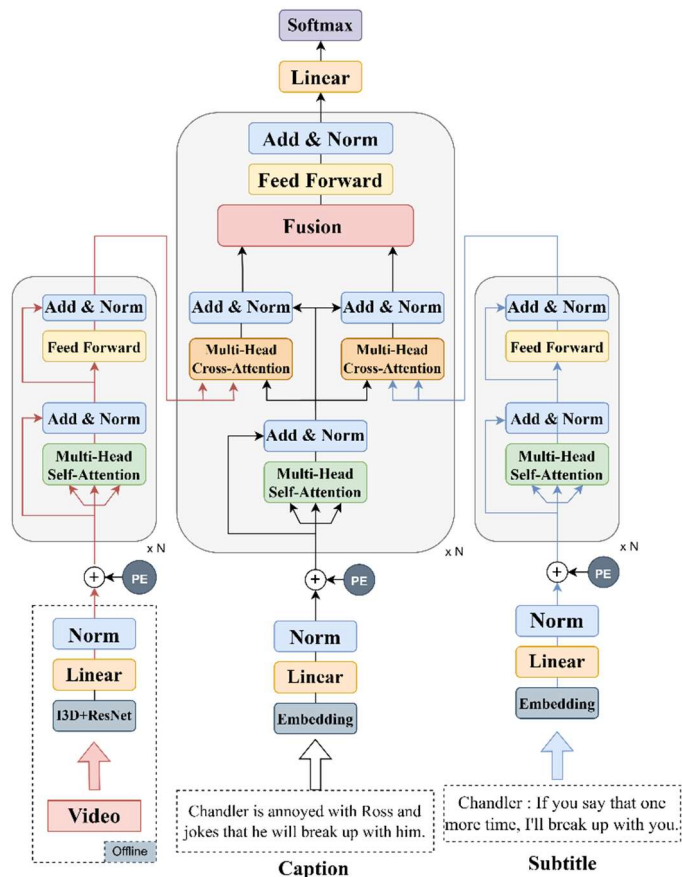 Softmax
Linear
Add & Norm
Feed Forward
Fusion
Add & Norm
Add & Norm
Multi-Head
Cross-Attention
Multi-Head
Cross-Attention
Add & Norm
Multi-Head
Self-Attention
x N
+
PE
Norm
Linear
Embedding
Chandler is annoyed with Ross and
jokes that he will break up with him.
Caption
Add & Norm
Feed Forward
Add & Norm
Multi-Head
Self-Attention
x N
+
PE
Norm
Linear
I3D+ResNet
Video
Offline
Add & Norm
Feed Forward
Add & Norm
Multi-Head
Self-Attention
x N
+
PE
Norm
Linear
Embedding
Chandler : If you say that one
more time, I'll break up with you.
Subtitle